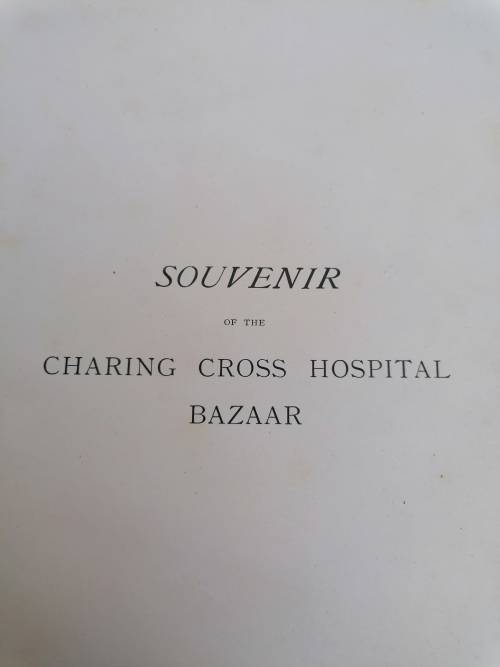 SOUVENIR
OF THE
CHARING CROSS HOSPITAL
BAZAAR